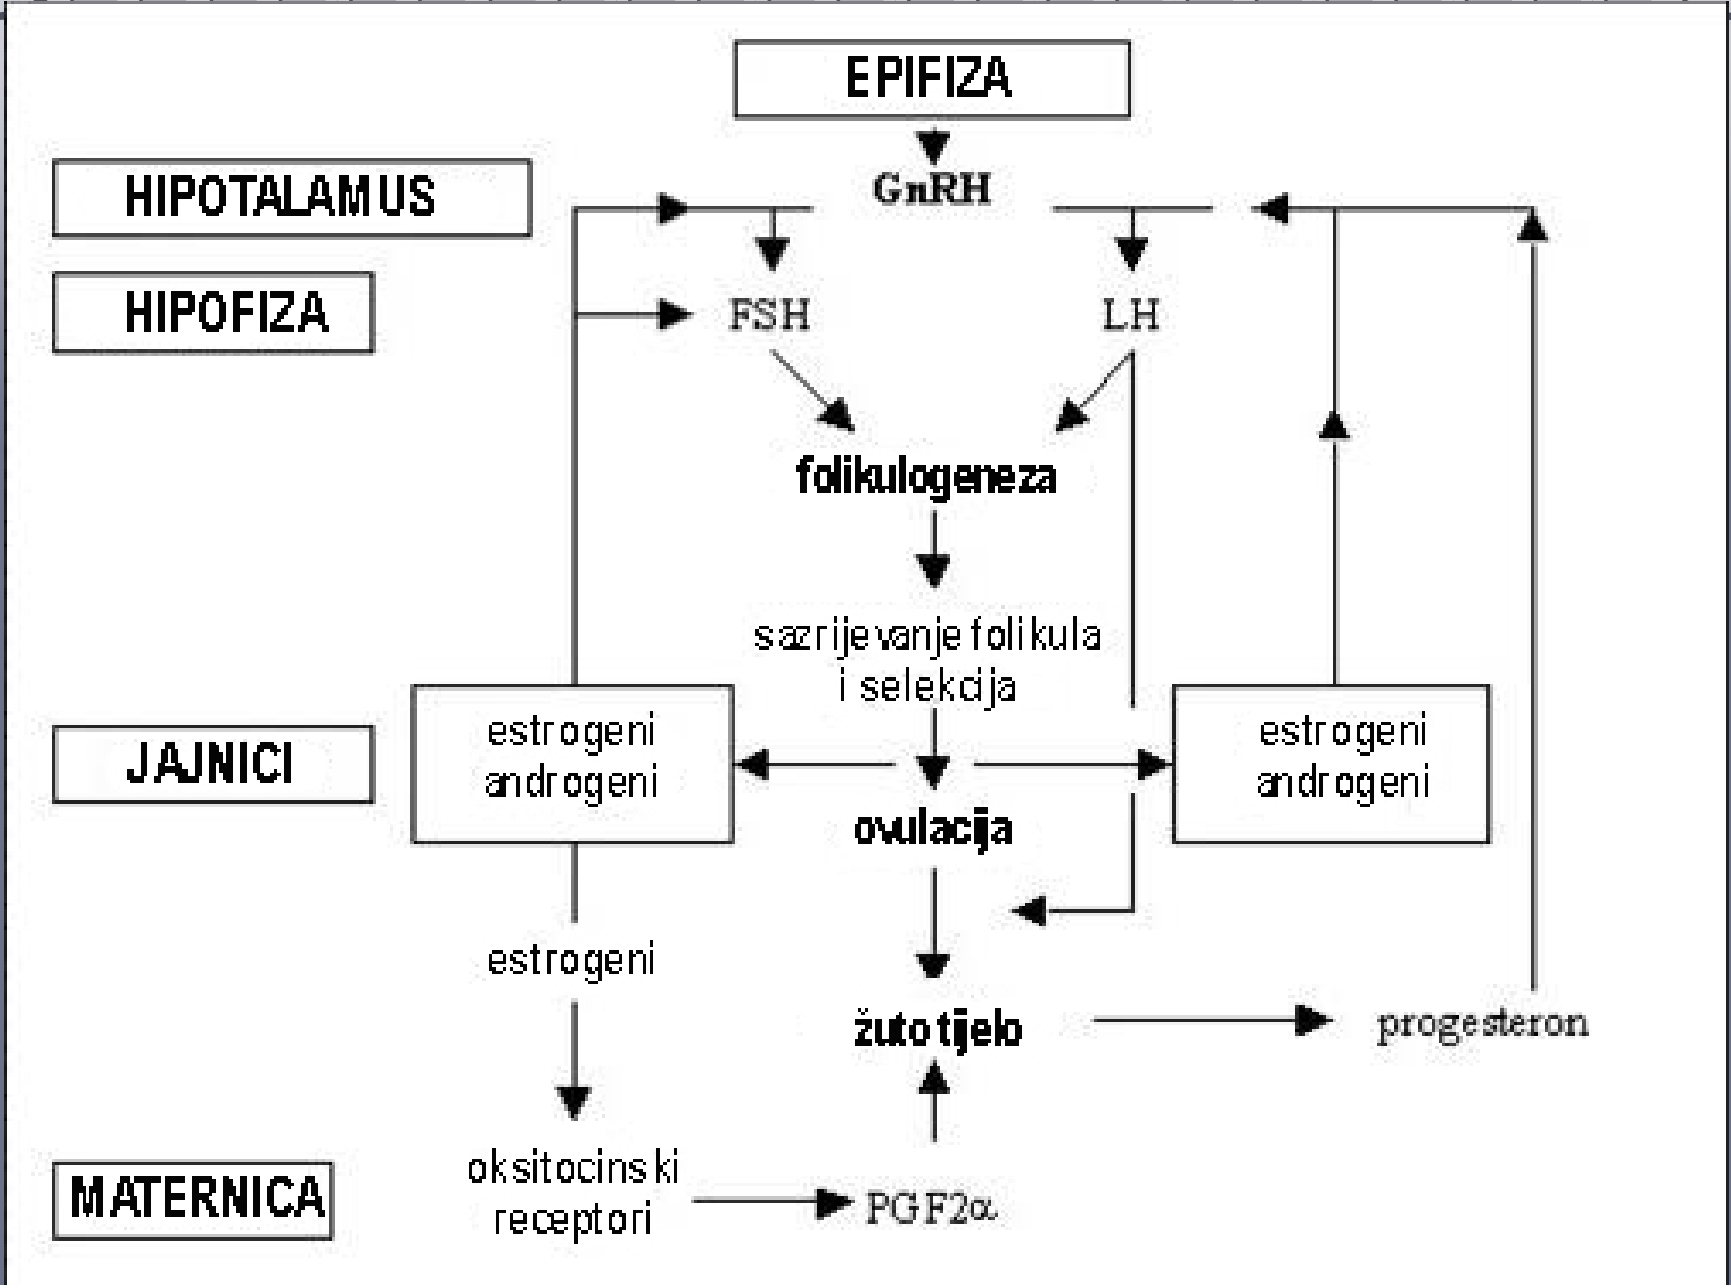 EPIFIZA
HIPOTALAMUS
GnRH
HIPOFIZA
FSH
LH
folikulogeneza
sazrijevanje folikula
i selekcija
JAJNICI
estrogeni
androgeni
estrogeni
androgeni
ovulacija
estrogeni
žuto tijelo
progesteron
MATERNICA
oksitocinski
receptori
PGF2α